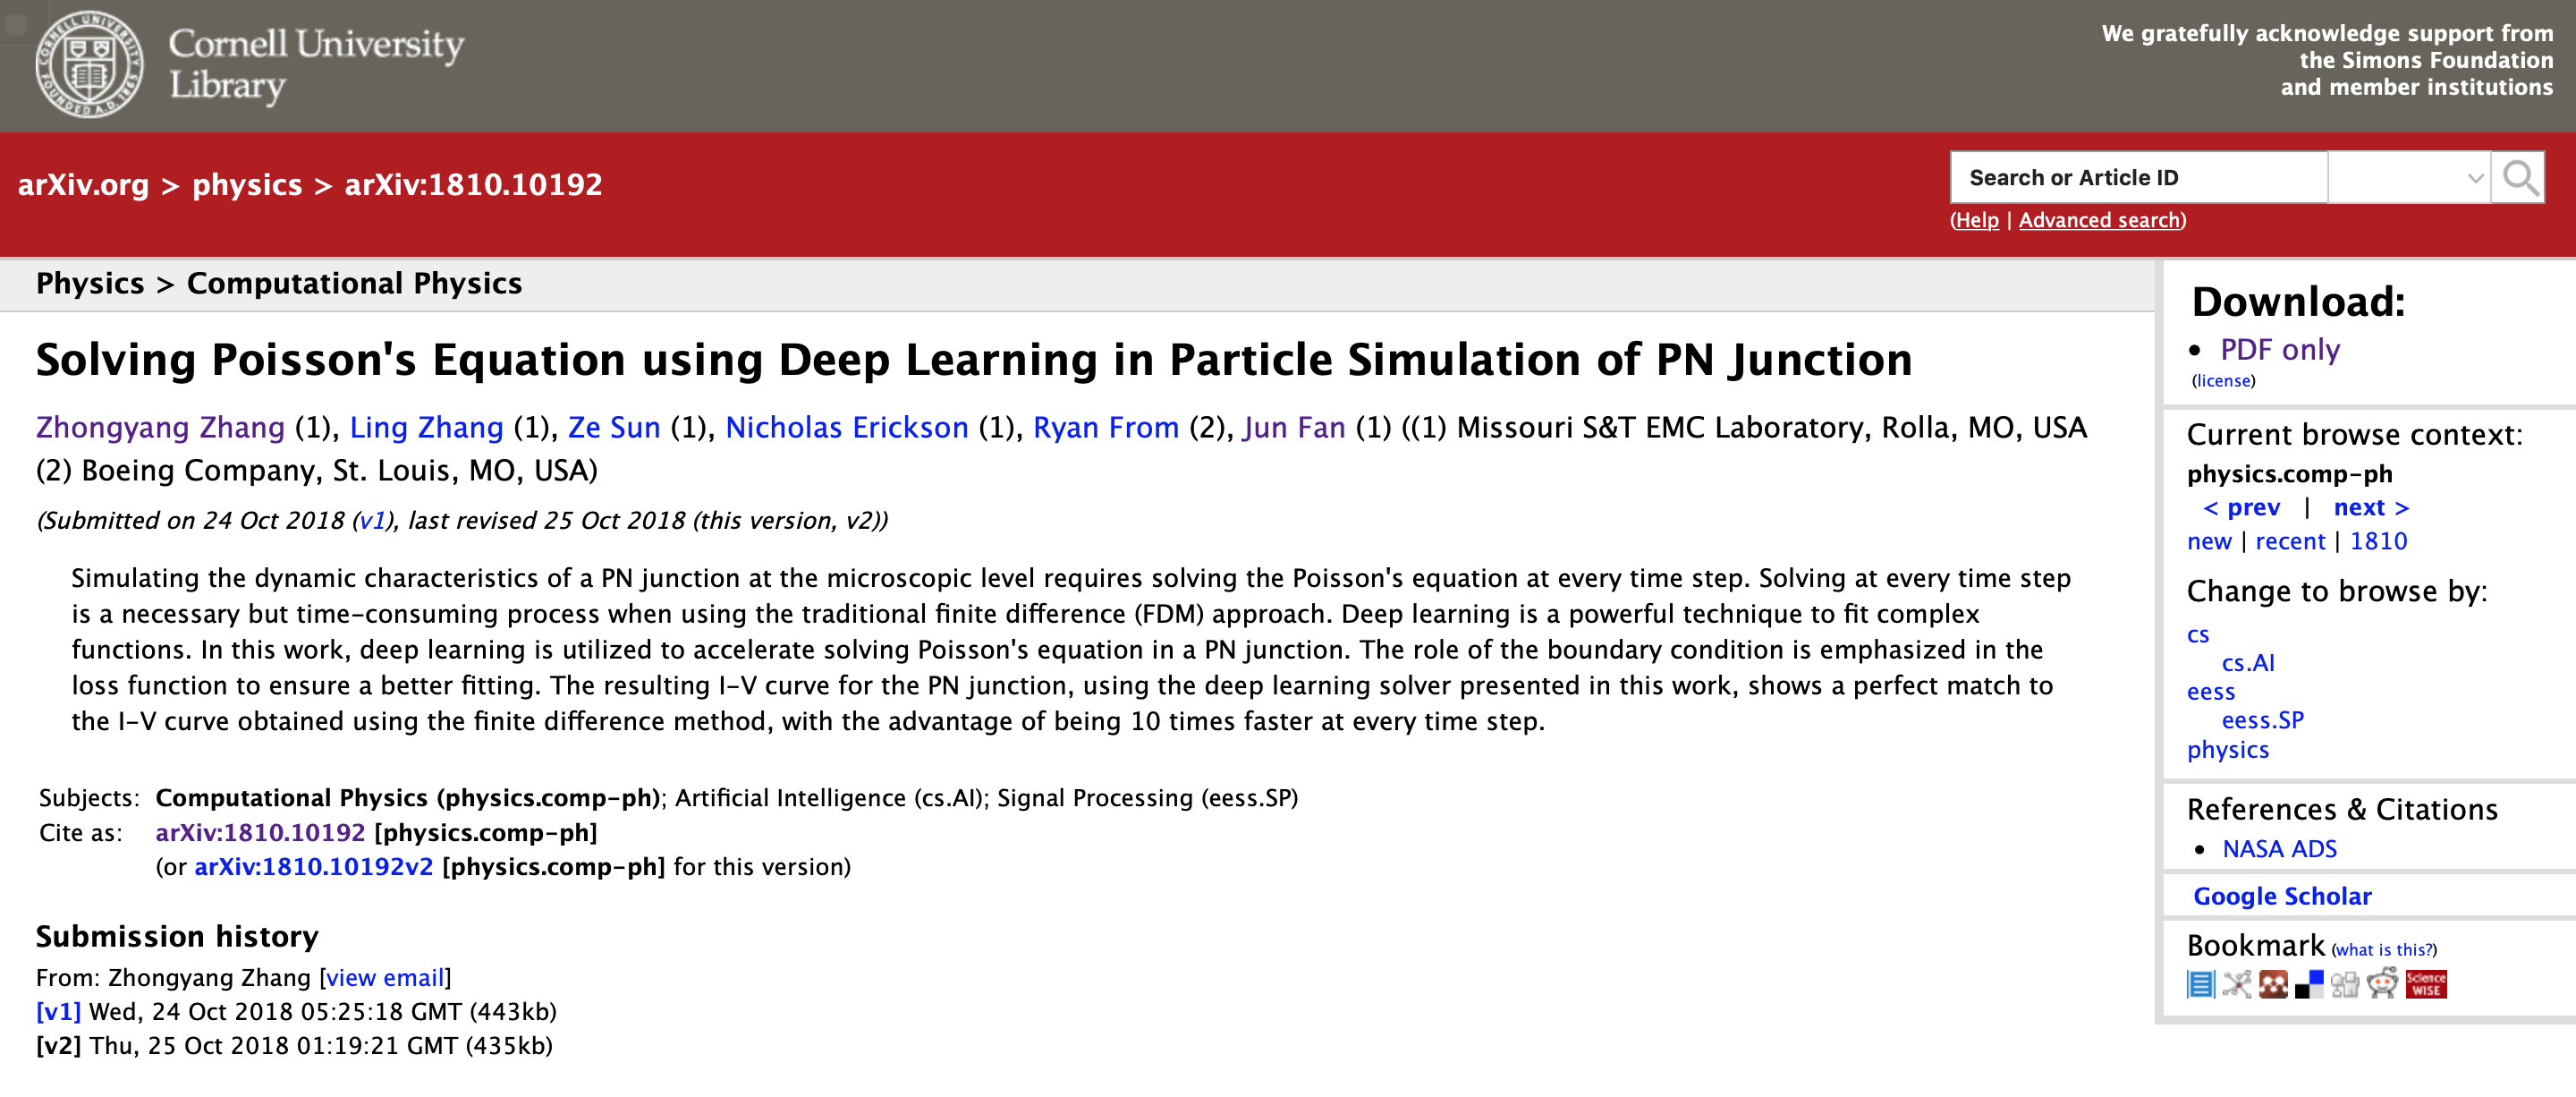 Cornell University
Library
We gratefully acknowledge support from
the Simons Foundation
and member institutions
arXiv.org > physics > arXiv:1810.10192
Search or Article ID
(Help | Advanced search)
Physics > Computational Physics
Solving Poisson's Equation using Deep Learning in Particle Simulation of PN Junction
Zhongyang Zhang (1), Ling Zhang (1), Ze Sun (1), Nicholas Erickson (1), Ryan From (2), Jun Fan (1) ((1) Missouri S&T EMC Laboratory, Rolla, MO, USA
(2) Boeing Company, St. Louis, MO, USA)
(Submitted on 24 Oct 2018 (v1), last revised 25 Oct 2018 (this version, v2))
Simulating the dynamic characteristics of a PN junction at the microscopic level requires solving the Poisson's equation at every time step. Solving at every time step
is a necessary but time-consuming process when using the traditional finite difference (FDM) approach. Deep learning is a powerful technique to fit complex
functions. In this work, deep learning is utilized to accelerate solving Poisson's equation in a PN junction. The role of the boundary condition is emphasized in the
loss function to ensure a better fitting. The resulting I-V curve for the PN junction, using the deep learning solver presented in this work, shows a perfect match to
the I-V curve obtained using the finite difference method, with the advantage of being 10 times faster at every time step.
Subjects: Computational Physics (physics.comp-ph); Artificial Intelligence (cs.AI); Signal Processing (eess.SP)
Cite as: arXiv:1810.10192 [physics.comp-ph]
(or arXiv:1810.10192v2 [physics.comp-ph] for this version)
Submission history
From: Zhongyang Zhang [view email]
[v1] Wed, 24 Oct 2018 05:25:18 GMT (443kb)
[v2] Thu, 25 Oct 2018 01:19:21 GMT (435kb)
Download:
• PDF only
(license)
Current browse context:
physics.comp-ph
< prev | next >
new | recent | 1810
Change to browse by:
cs
cs.AI
eess
eess.SP
physics
References & Citations
• NASA ADS
Google Scholar
Bookmark (what is this?)
Science
WISE